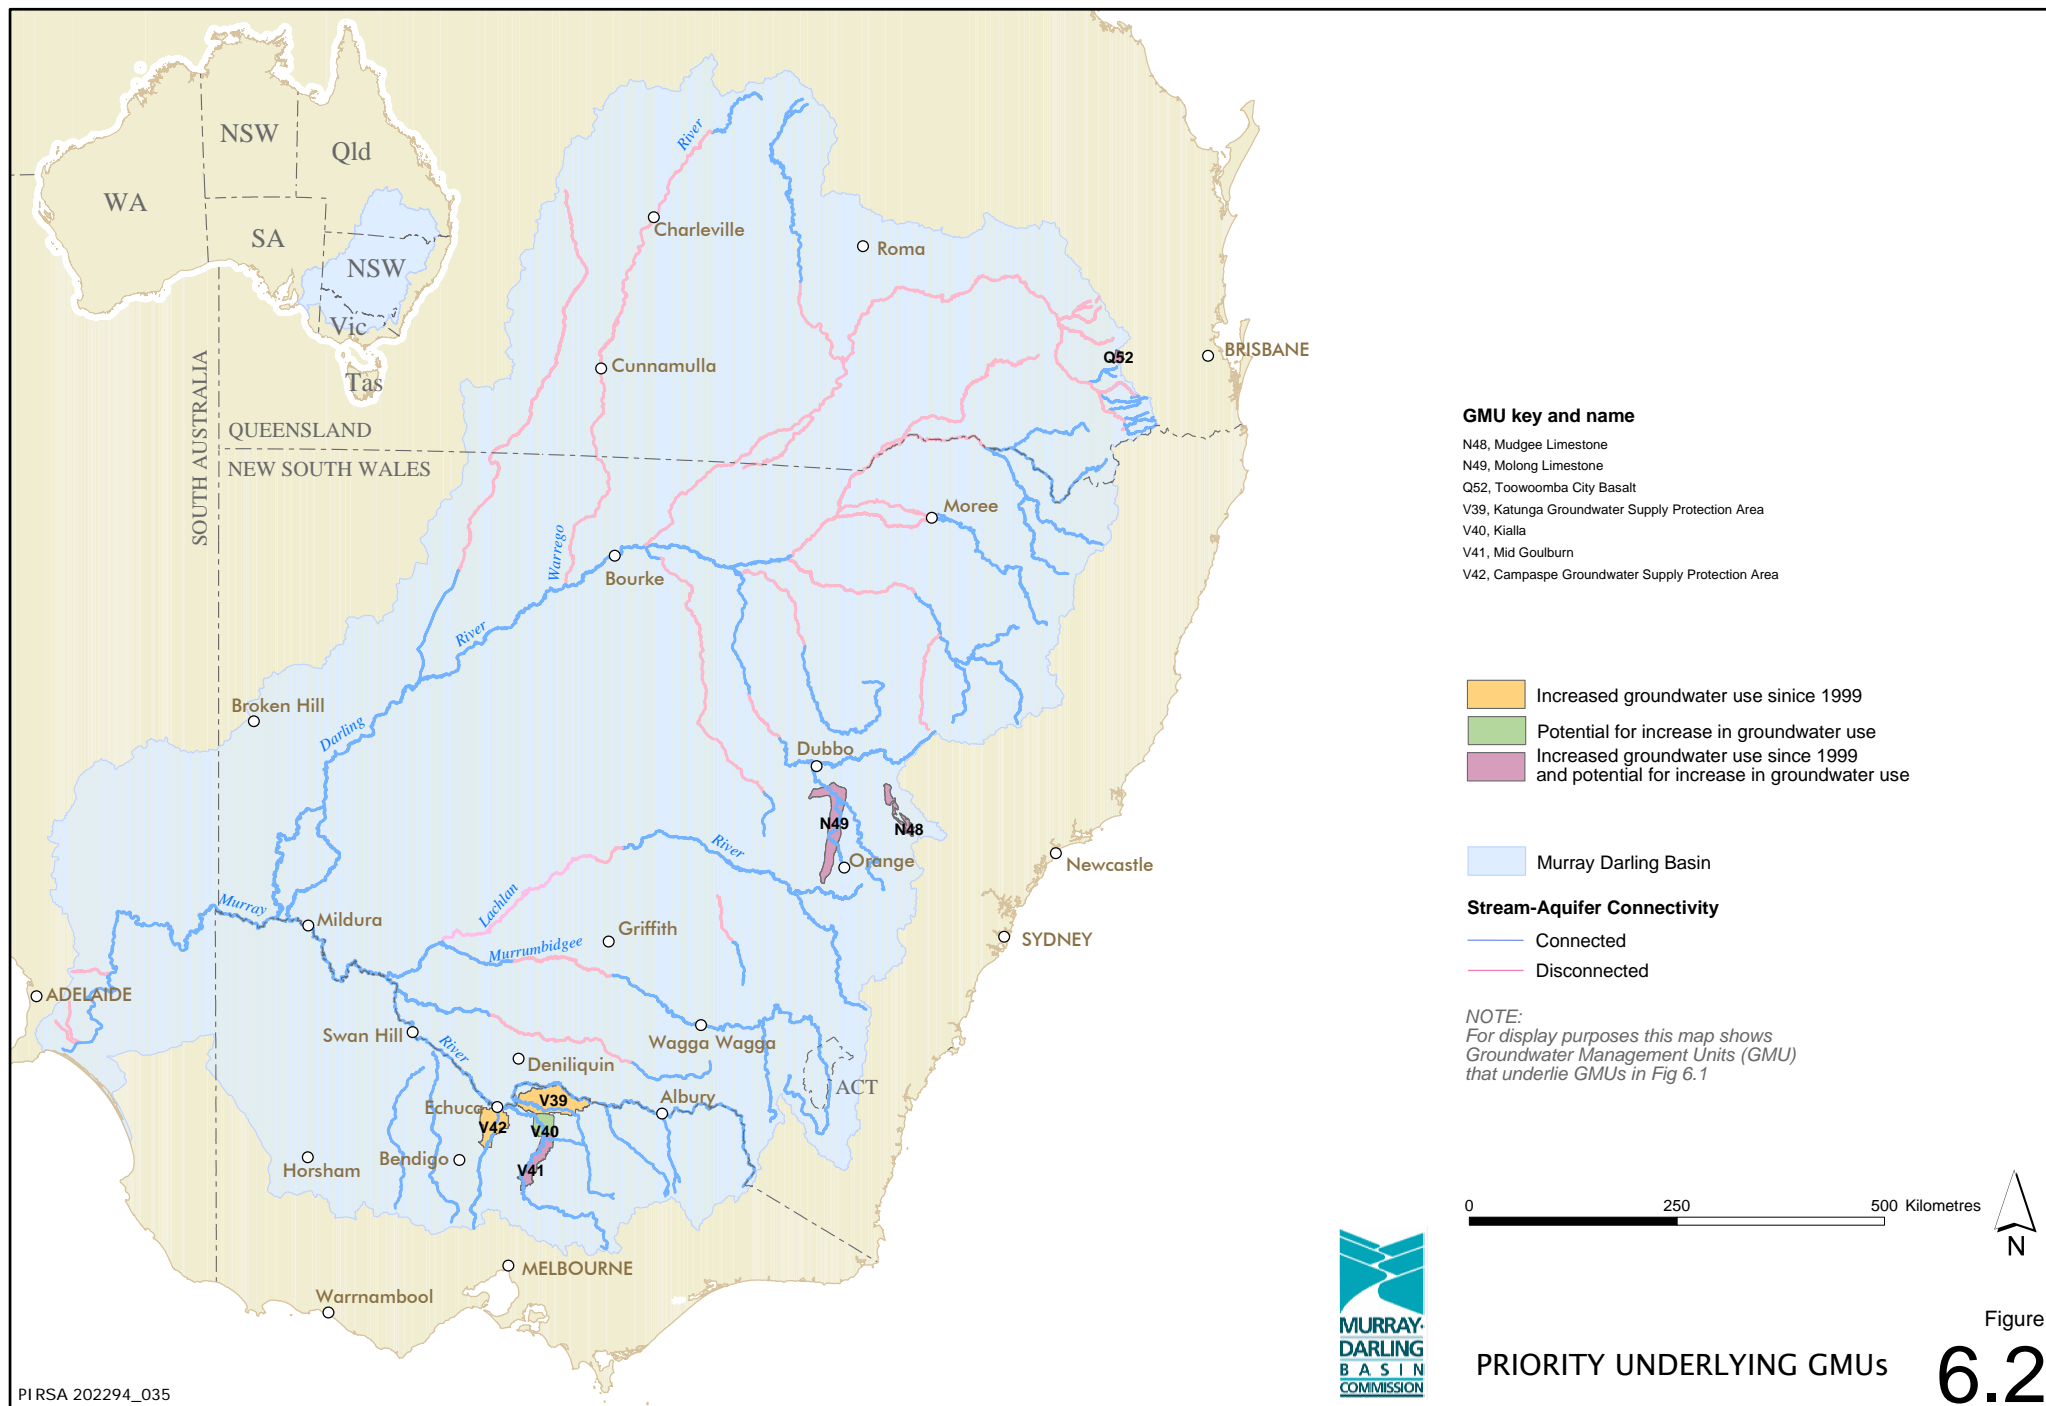 NSW
Qld
WA
SA
NSW
Vic
Tas
SOUTH AUSTRALIA
QUEENSLAND
NEW SOUTH WALES
River
Charleville
Roma
Cunnamulla
Q52
BRISBANE
Moree
Warrego
Bourke
River
Broken Hill
Darling
Dubbo
N49
N48
Orange
Newcastle
River
Lachlan
Murray
Mildura
Griffith
Murrumbidgee
SYDNEY
ADELAIDE
Swan Hill
River
Wagga Wagga
Deniliquin
ACT
Echuca
V39
Albury
V42
V40
Bendigo
V41
Horsham
MELBOURNE
Warrnambool
PIRSA 202294_035
GMU key and name
N48, Mudgee Limestone
N49, Molong Limestone
Q52, Toowoomba City Basalt
V39, Katunga Groundwater Supply Protection Area
V40, Kialla
V41, Mid Goulburn
V42, Campaspe Groundwater Supply Protection Area
Increased groundwater use sinice 1999
Potential for increase in groundwater use
Increased groundwater use since 1999
and potential for increase in groundwater use
Murray Darling Basin
Stream-Aquifer Connectivity
Connected
Disconnected
NOTE:
For display purposes this map shows
Groundwater Management Units (GMU)
that underlie GMUs in Fig 6.1
0 250 500 Kilometres
N
MURRAY-
DARLING
BASIN
COMMISSION
PRIORITY UNDERLYING GMUs
Figure
6.2